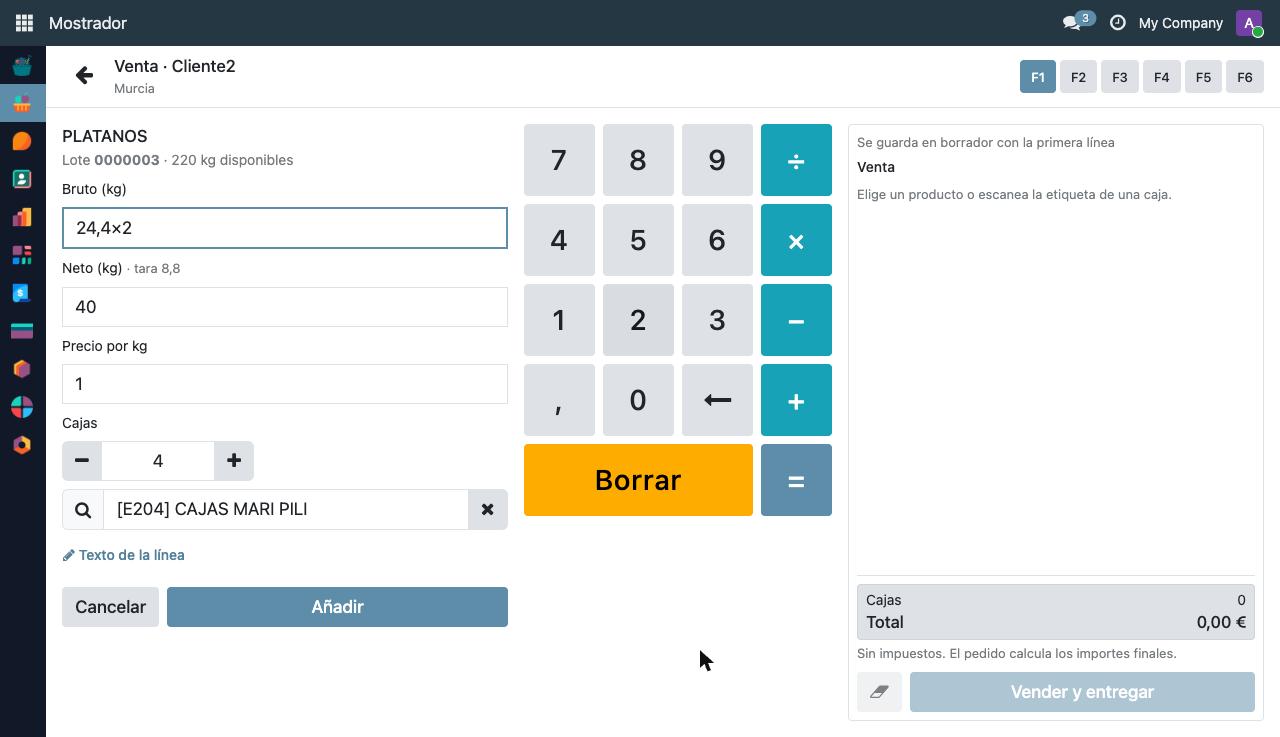 Mostrador
3
My Company
A
Venta · Cliente2
Murcia
F1 F2 F3 F4 F5 F6
PLATANOS
Lote 0000003 · 220 kg disponibles
Bruto (kg)
24,4×2
Neto (kg) · tara 8,8
40
Precio por kg
1
Cajas
− 4 +
[E204] CAJAS MARI PILI
Texto de la línea
Cancelar
Añadir
7 8 9 ÷
4 5 6 ×
1 2 3 −
, 0 ← +
Borrar =
Se guarda en borrador con la primera línea
Venta
Elige un producto o escanea la etiqueta de una caja.
Cajas 0
Total 0,00 €
Sin impuestos. El pedido calcula los importes finales.
Vender y entregar